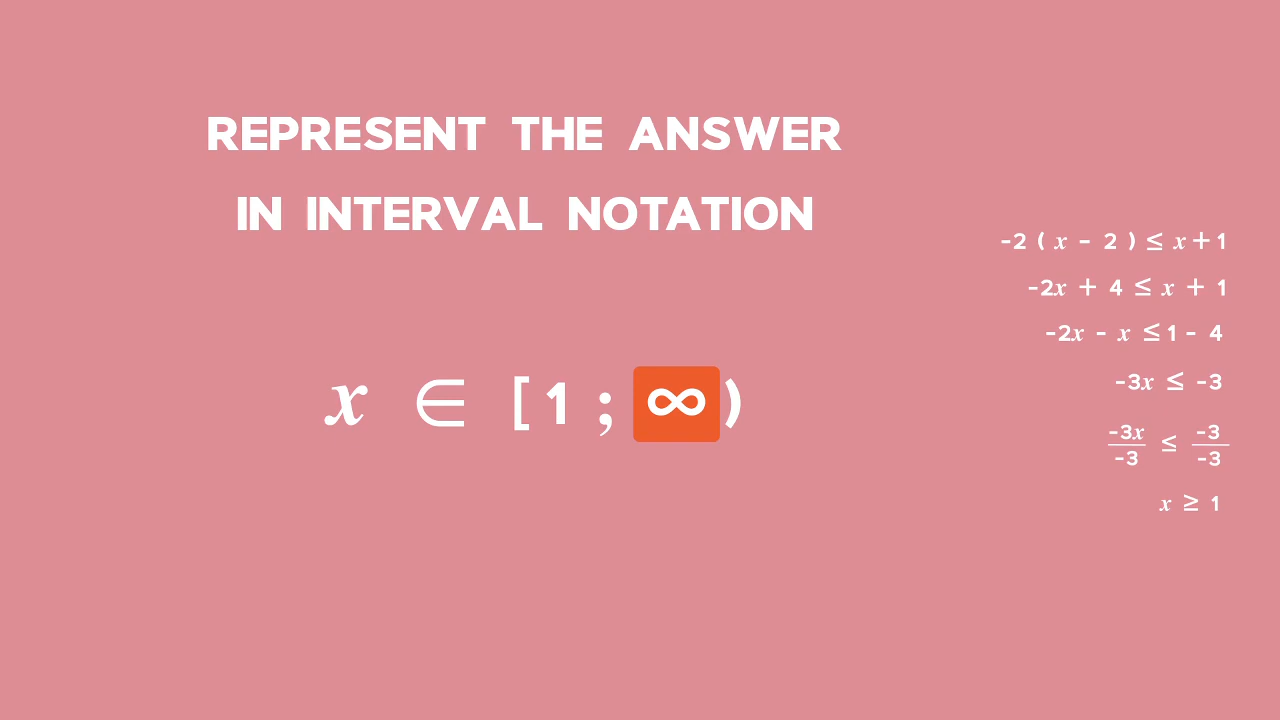 REPRESENT THE ANSWER
IN INTERVAL NOTATION
-2 ( x - 2 ) ≤ x + 1
-2x + 4 ≤ x + 1
-2x - x ≤ 1 - 4
-3x ≤ -3
-3x/-3 ≤ -3/-3
x ≥ 1
x ∈ [ 1 ; ∞ )